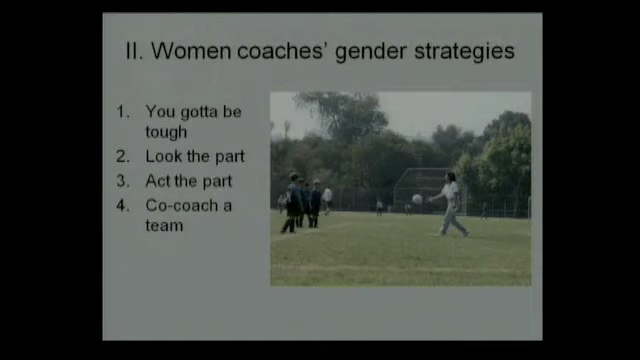 II. Women coaches' gender strategies
1. You gotta be
tough
2. Look the part
3. Act the part
4. Co-coach a
team